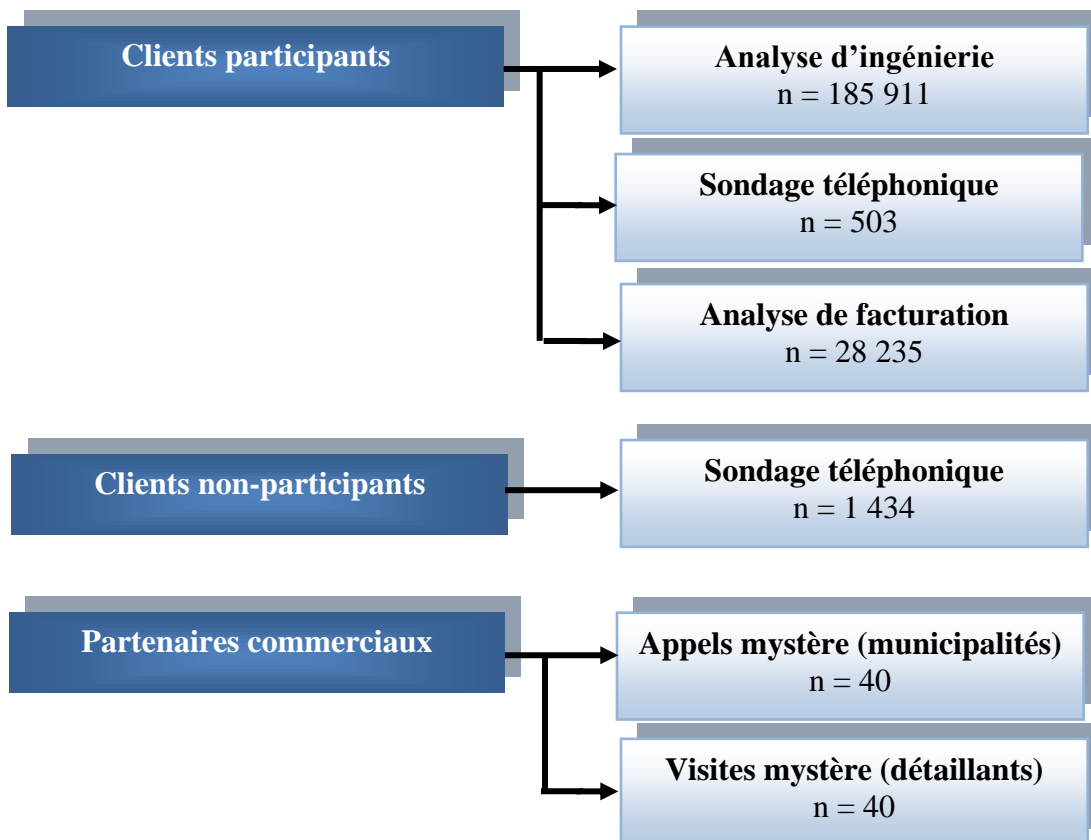 Clients participants
Analyse d’ingénierie
n = 185 911
Sondage téléphonique
n = 503
Analyse de facturation
n = 28 235
Clients non-participants
Sondage téléphonique
n = 1 434
Partenaires commerciaux
Appels mystère (municipalités)
n = 40
Visites mystère (détaillants)
n = 40